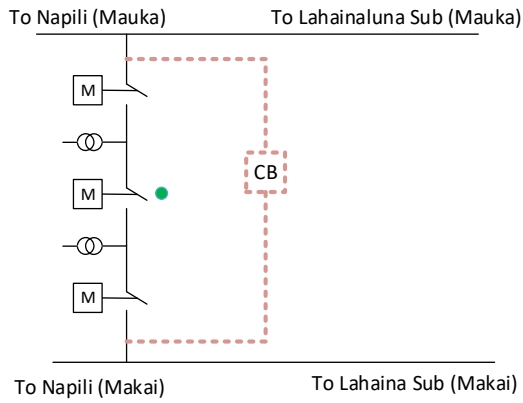 To Napili (Mauka)
To Lahainaluna Sub (Mauka)
M
CB
M
M
To Napili (Makai)
To Lahaina Sub (Makai)